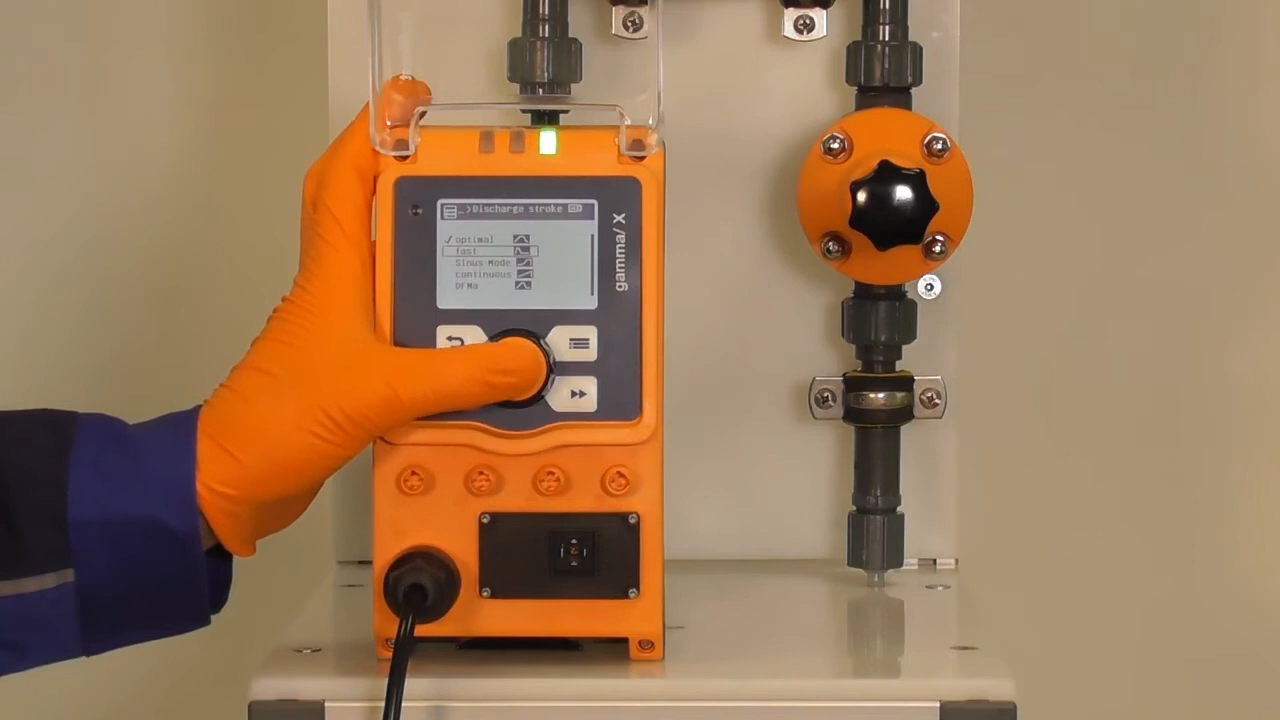 Discharge stroke
✓ optimal
fast
Sinus Mode
continuous
DFMa
gamma/ X